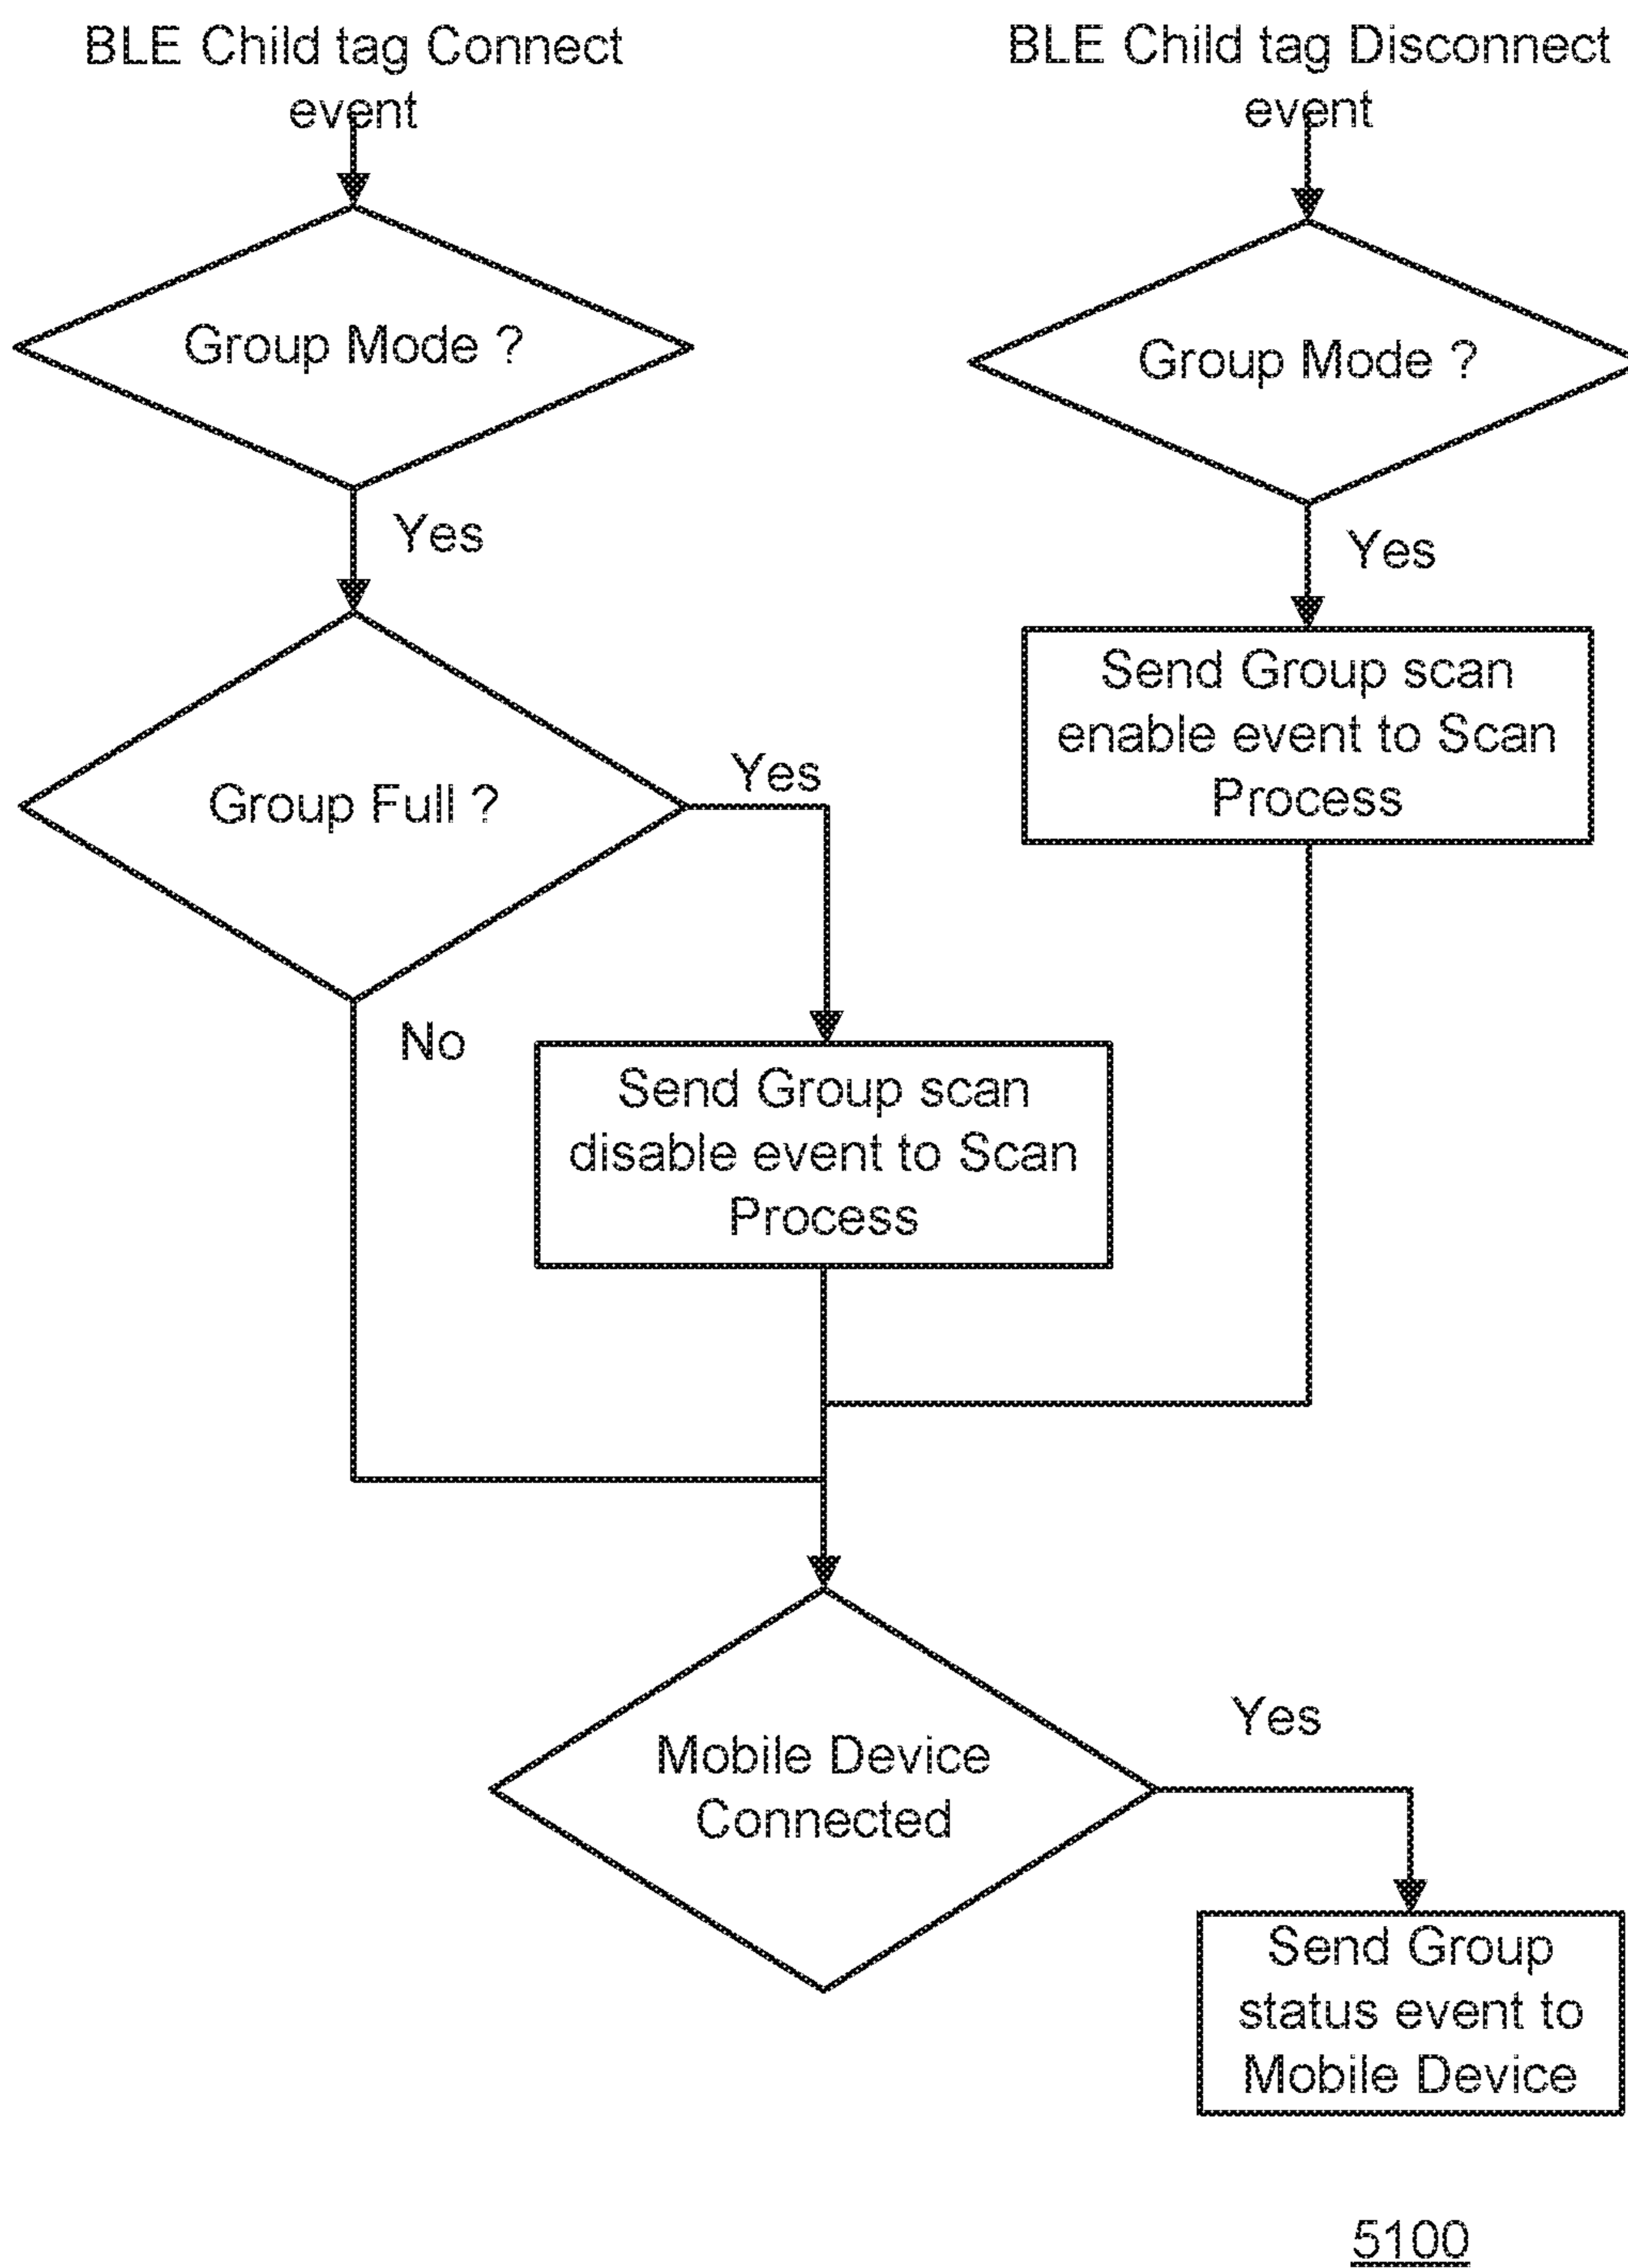 BLE Child tag Connect
event
BLE Child tag Disconnect
event
Group Mode ?
Group Mode ?
Yes
Yes
Send Group scan
enable event to Scan
Process
Group Full ?
Yes
No
Send Group scan
disable event to Scan
Process
Mobile Device
Connected
Yes
Send Group
status event to
Mobile Device
5100